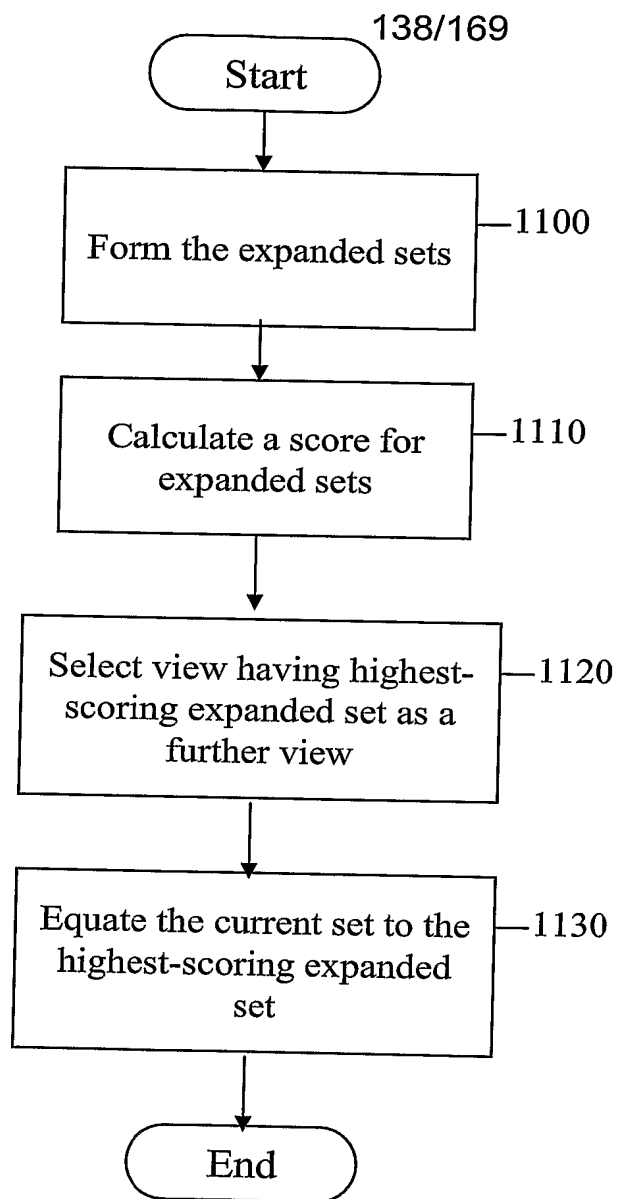 138/169
Start
Form the expanded sets
1100
Calculate a score for
expanded sets
1110
Select view having highest-
scoring expanded set as a
further view
1120
Equate the current set to the
highest-scoring expanded
set
1130
End